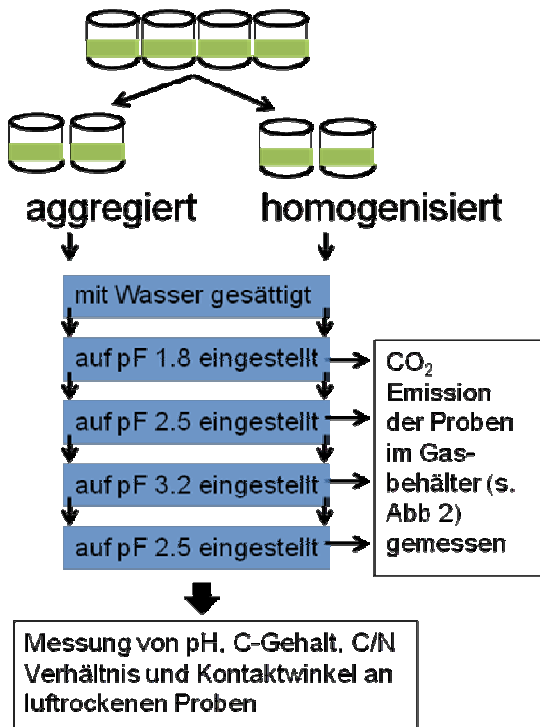 aggregiert homogenisiert
mit Wasser gesättigt
auf pF 1.8 eingestellt
auf pF 2.5 eingestellt
auf pF 3.2 eingestellt
auf pF 2.5 eingestellt
CO₂
Emission
der Proben
im Gas-
behälter (s.
Abb 2)
gemessen
Messung von pH, C-Gehalt, C/N
Verhältnis und Kontaktwinkel an
luftrockenen Proben